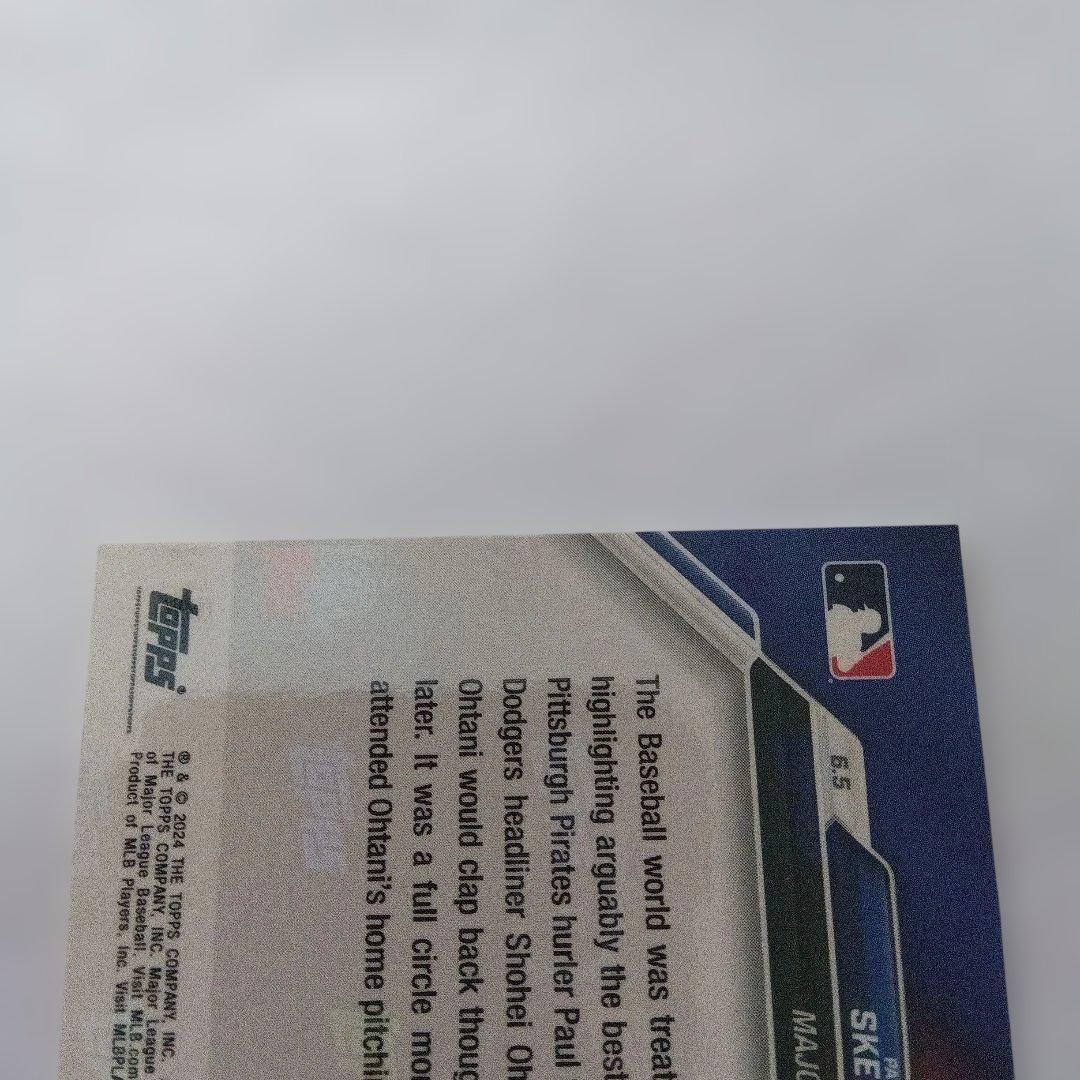 6.5
PA
SKE
MAJO
The Baseball world was treat
highlighting arguably the best
Pittsburgh Pirates hurler Paul
Dodgers headliner Shohei Oh
Ohtani would clap back thoug
later. It was a full circle mo
attended Ohtani's home pitchi
topps
® & © 2024 THE TOPPS COMPANY, INC.
THE TOPPS COMPANY, INC. Major League
of Major League Baseball. Visit MLB.com
Product of MLB Players, Inc. Visit MLBPLA